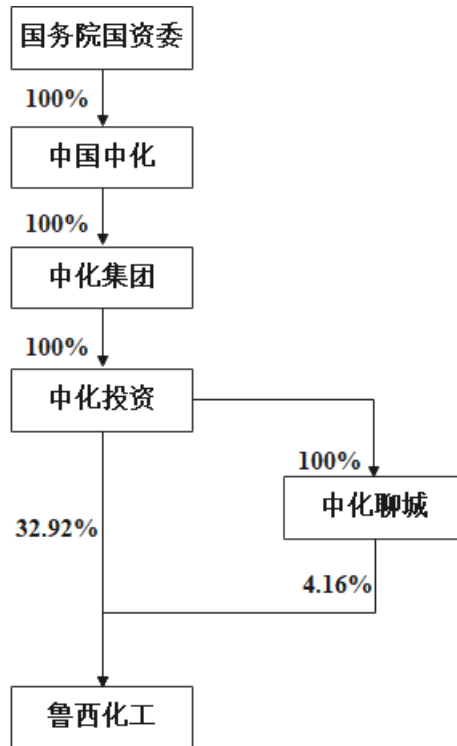 国务院国资委
100%
中国中化
100%
中化集团
100%
中化投资
100%
中化聊城
32.92%
4.16%
鲁西化工